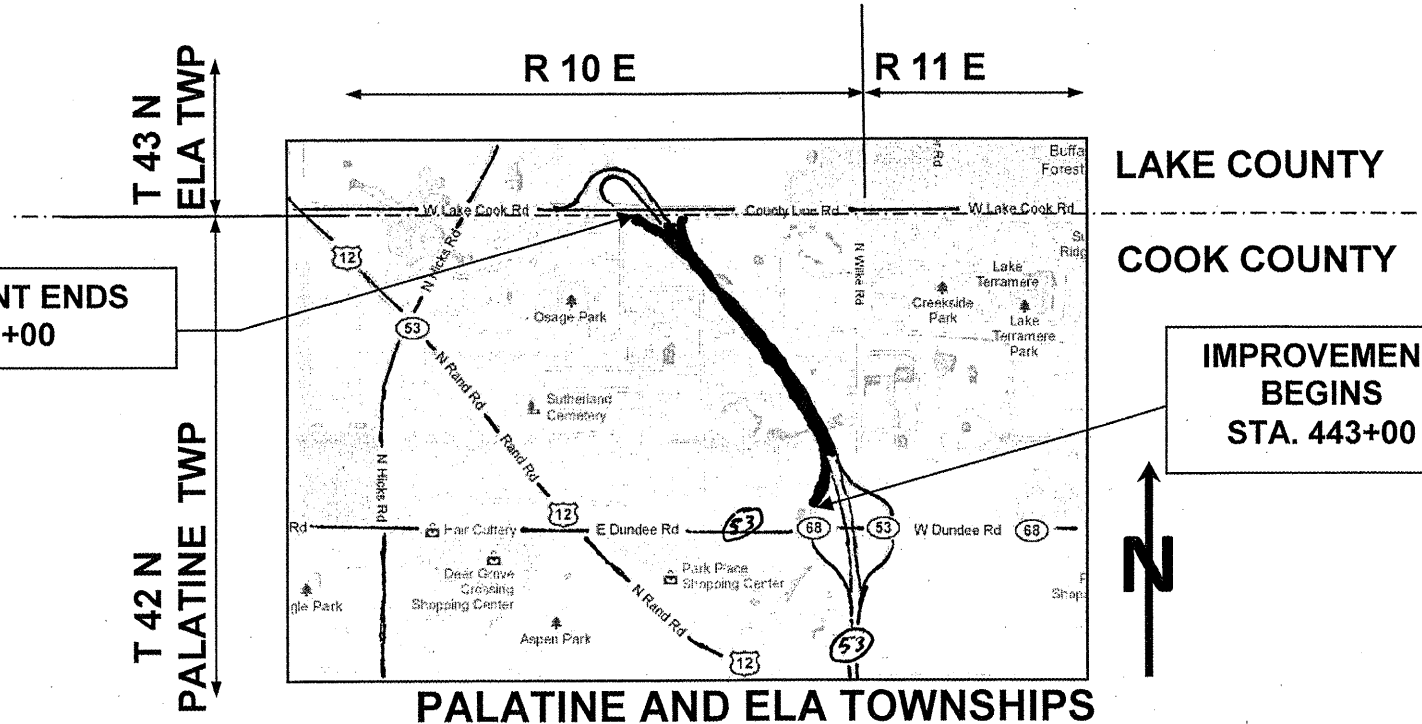 R 10 E
R 11 E
T 43 N
ELA TWP
LAKE COUNTY
COOK COUNTY
Buffa
Forest
W Lake Cook Rd
County Line Rd
W Lake Cook Rd
12
N Hicks Rd
N Wilke Rd
Lake
Terramere
Creekside
Park
Lake
Terramere
Park
Osage Park
53
NT ENDS
+00
IMPROVEMEN
BEGINS
STA. 443+00
N Rand Rd
Sutherland
Cemetery
Rand Rd
N Hicks Rd
T 42 N
PALATINE TWP
Rd
Hair Cuttery
12
E Dundee Rd
53
68
53
W Dundee Rd
68
Deer Grove
Crossing
Shopping Center
Park Place
Shopping Center
N
gle Park
Aspen Park
N Rand Rd
12
53
PALATINE AND ELA TOWNSHIPS